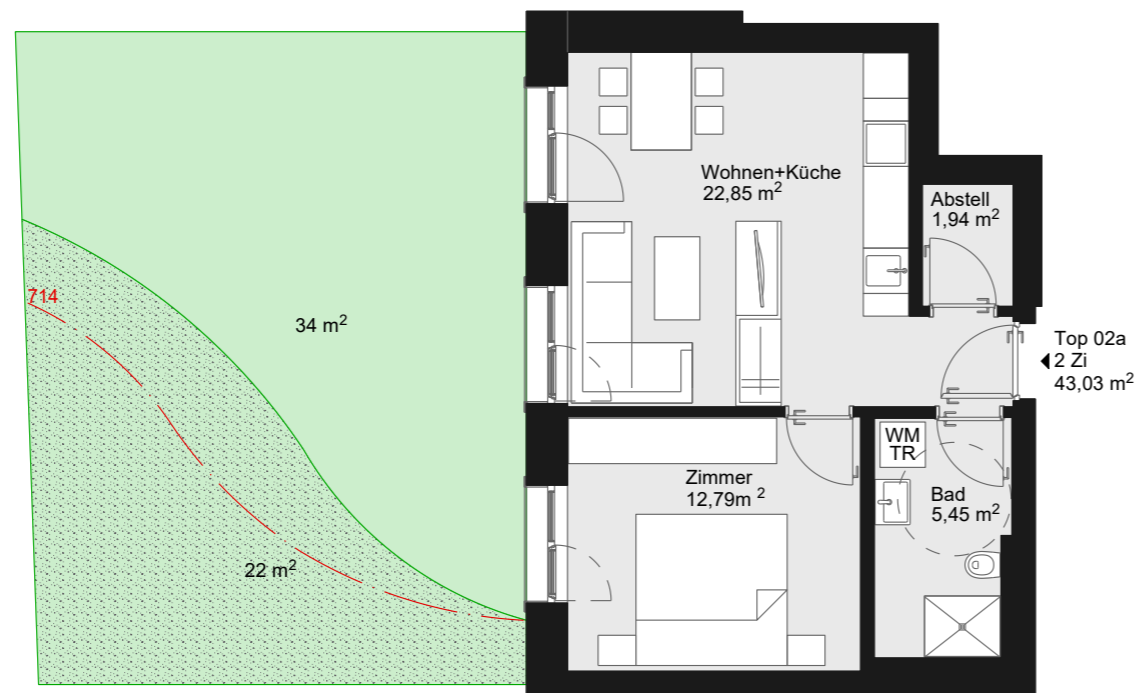 Wohnen+Küche
22,85 m²
Abstell
1,94 m²
714
34 m²
Top 02a
2 Zi
43,03 m²
WM
TR
Zimmer
12,79m ²
Bad
5,45 m²
22 m²